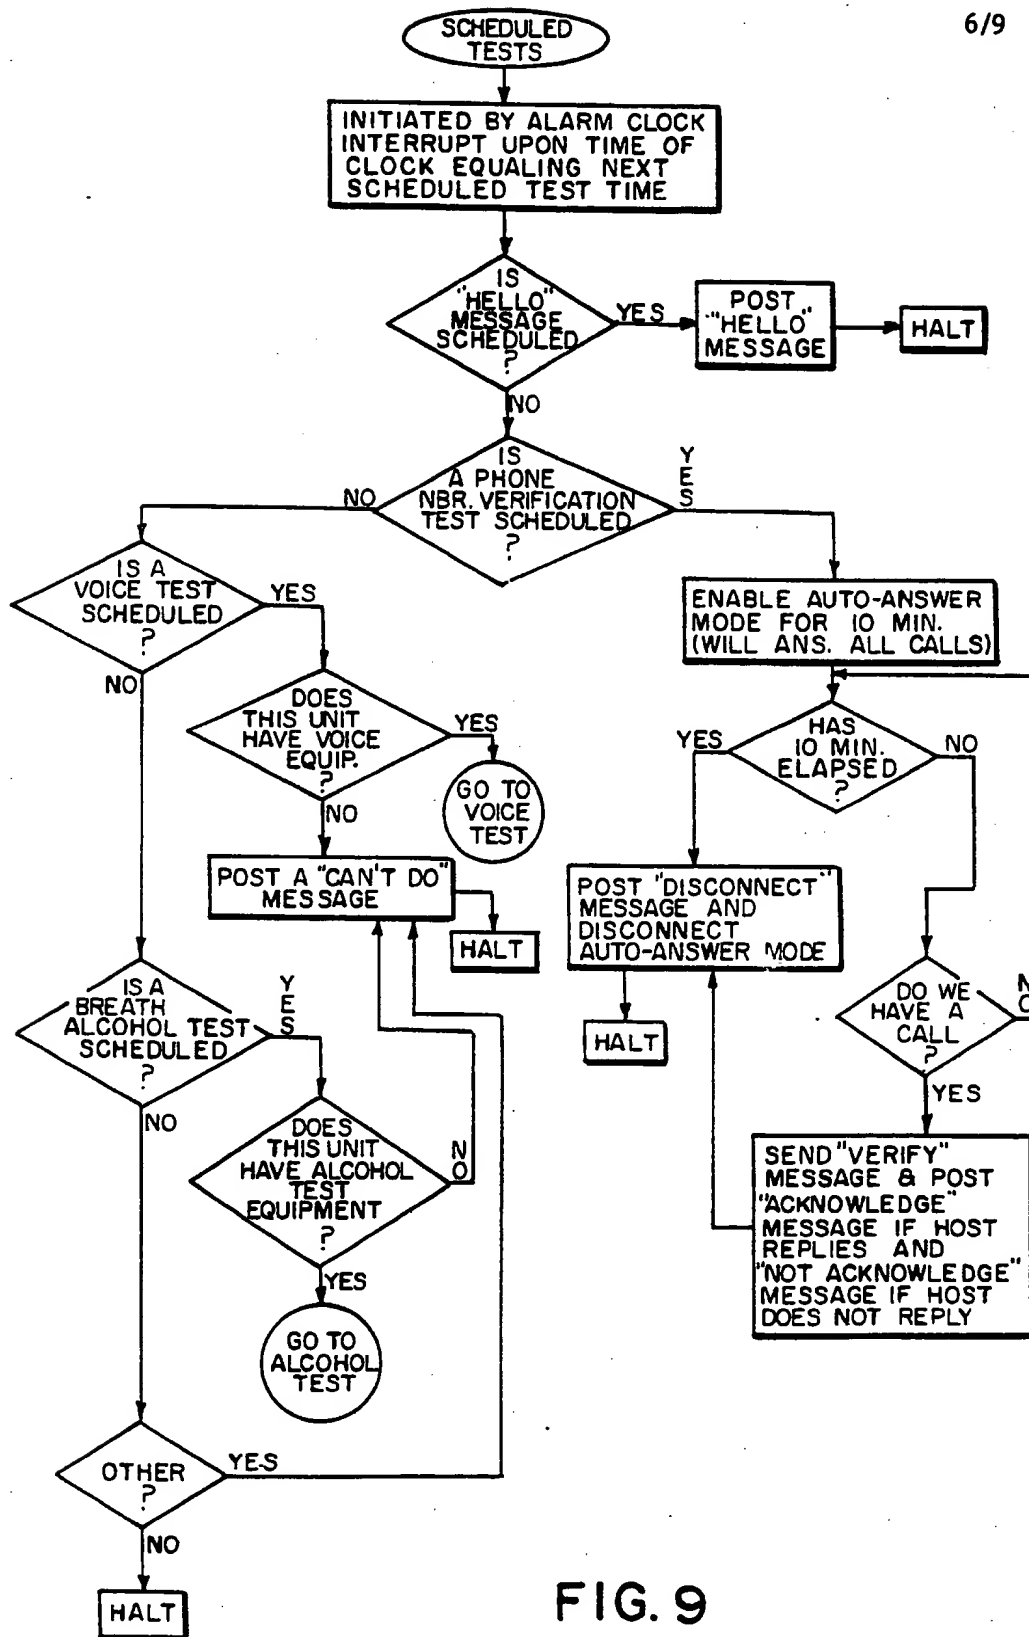 6/9
SCHEDULED
TESTS
INITIATED BY ALARM CLOCK
INTERRUPT UPON TIME OF
CLOCK EQUALING NEXT
SCHEDULED TEST TIME
IS
"HELLO"
MESSAGE
SCHEDULED
?
YES
POST
"HELLO"
MESSAGE
HALT
NO
IS
A PHONE
NBR. VERIFICATION
TEST SCHEDULED
?
NO
YES
IS A
VOICE TEST
SCHEDULED
?
YES
NO
ENABLE AUTO-ANSWER
MODE FOR 10 MIN.
(WILL ANS. ALL CALLS)
DOES
THIS UNIT
HAVE VOICE
EQUIP.
?
YES
NO
GO TO
VOICE
TEST
HAS
10 MIN.
ELAPSED
?
YES
NO
POST A "CAN'T DO"
MESSAGE
HALT
POST "DISCONNECT"
MESSAGE AND
DISCONNECT
AUTO-ANSWER MODE
HALT
DO WE
HAVE A
CALL
?
NO
YES
IS A
BREATH
ALCOHOL TEST
SCHEDULED
?
YES
NO
DOES
THIS UNIT
HAVE ALCOHOL
TEST
EQUIPMENT
?
NO
YES
SEND "VERIFY"
MESSAGE & POST
"ACKNOWLEDGE"
MESSAGE IF HOST
REPLIES AND
"NOT ACKNOWLEDGE"
MESSAGE IF HOST
DOES NOT REPLY
GO TO
ALCOHOL
TEST
OTHER
?
YES
NO
HALT
FIG. 9